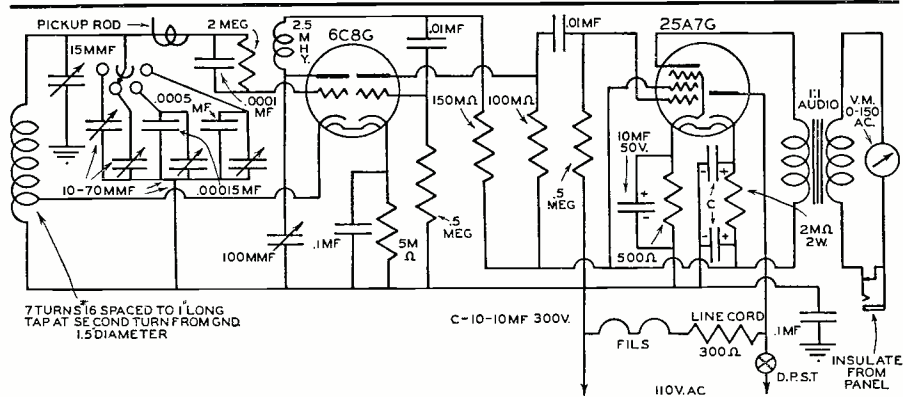 PICKUP ROD
2 MEG
2.5
M
HY.
6C8G
.01MF
.01MF
25A7G
15MMF
.0001
MF
.0005
MF
150MΩ
100MΩ
10MF
50V.
1:1
AUDIO
V.M.
0-150
AC.
10-70MMF
.00015MF
C
.5
MEG
.5
MEG
2MΩ
2W.
100MMF
.1MF
5M
Ω
500Ω
7 TURNS #16 SPACED TO 1" LONG
TAP AT SECOND TURN FROM GND.
1.5" DIAMETER
C-10-10MF 300V.
FILS
LINE CORD
300Ω
.1MF
D.P.S.T
110V. AC
INSULATE
FROM
PANEL